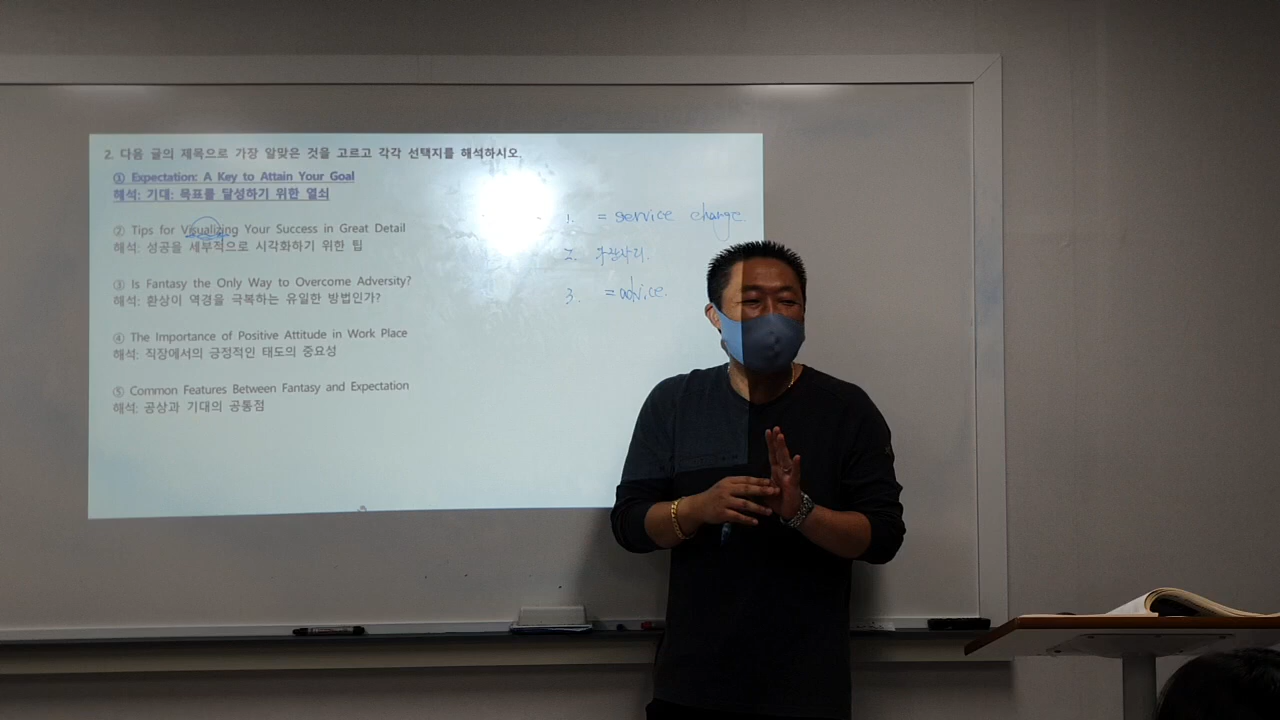 2. 다음 글의 제목으로 가장 알맞은 것을 고르고 각각 선택지를 해석하시오.
① Expectation: A Key to Attain Your Goal
해석: 기대: 목표를 달성하기 위한 열쇠
② Tips for Visualizing Your Success in Great Detail
해석: 성공을 세부적으로 시각화하기 위한 팁
③ Is Fantasy the Only Way to Overcome Adversity?
해석: 환상이 역경을 극복하는 유일한 방법인가?
④ The Importance of Positive Attitude in Work Place
해석: 직장에서의 긍정적인 태도의 중요성
⑤ Common Features Between Fantasy and Expectation
해석: 공상과 기대의 공통점
1. = service charge.
2. 가장자리.
3. = advice.